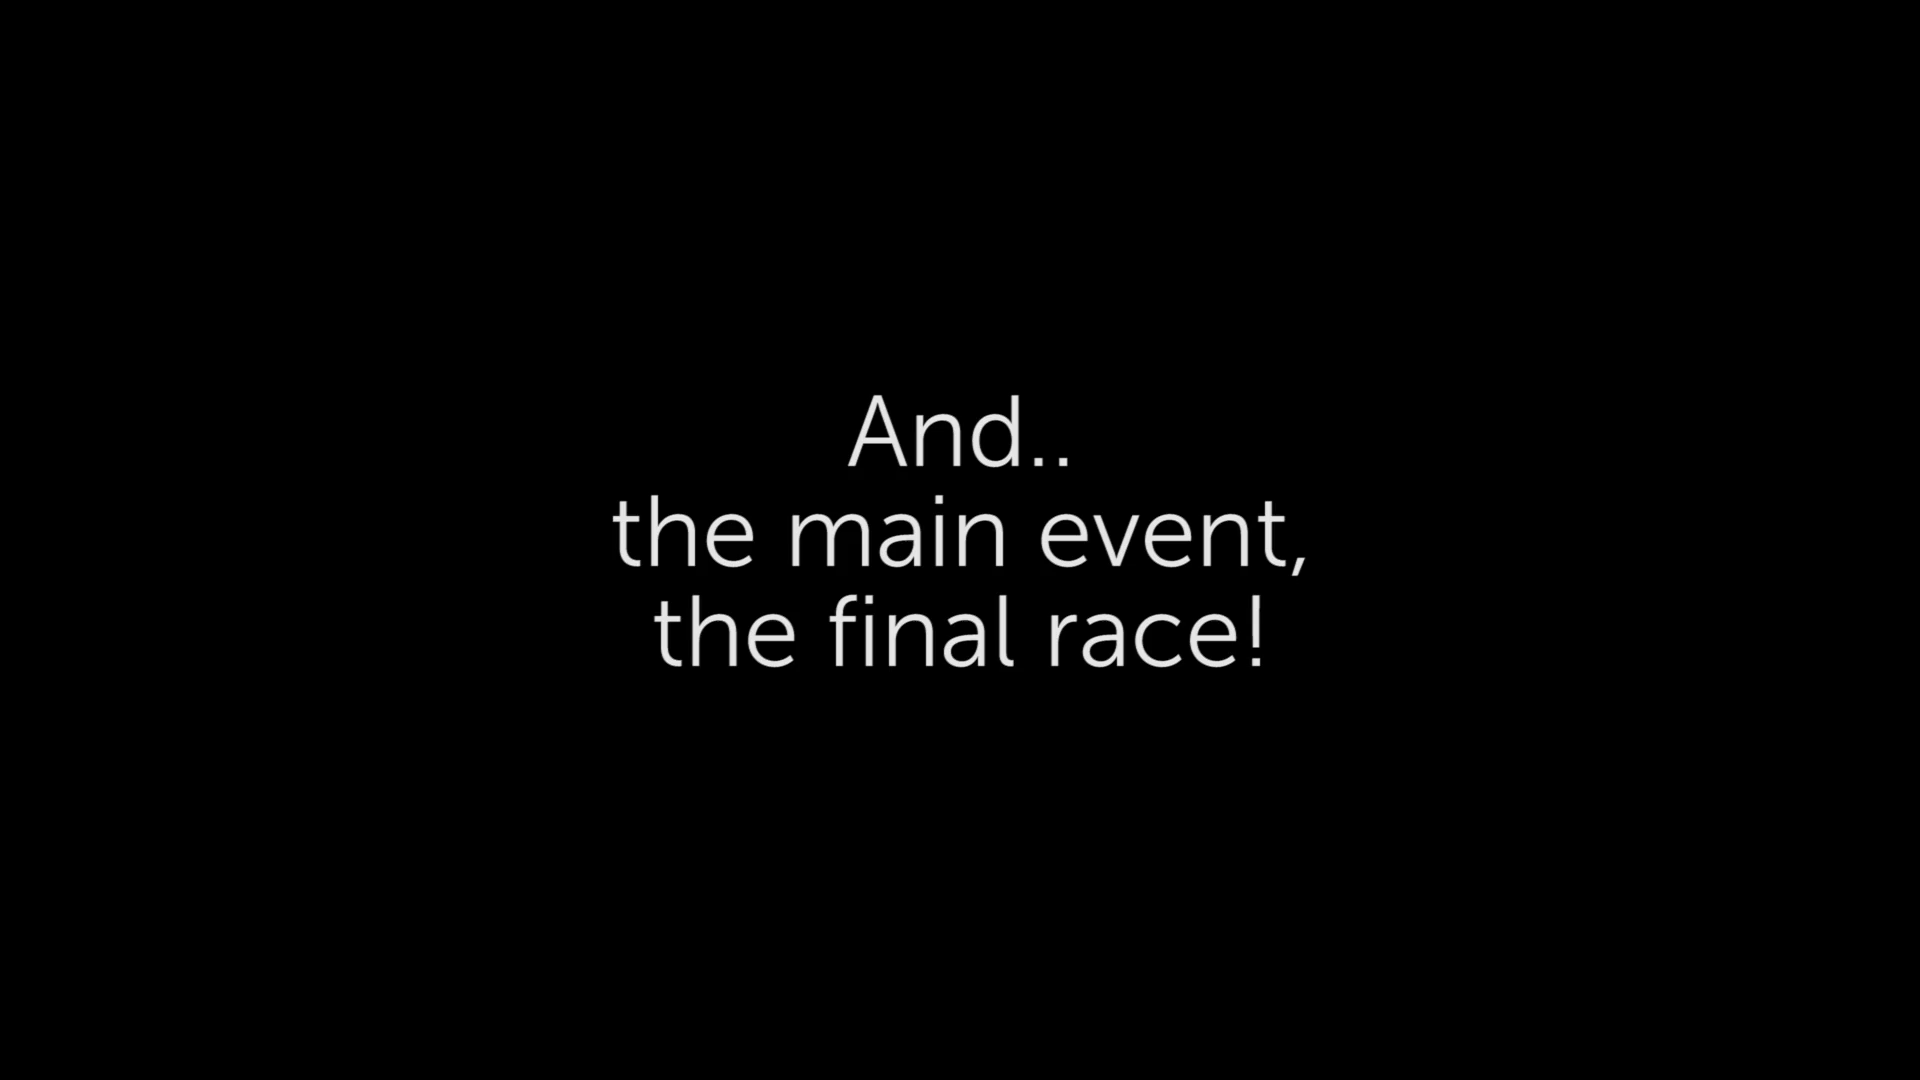 And..
the main event,
the final race!